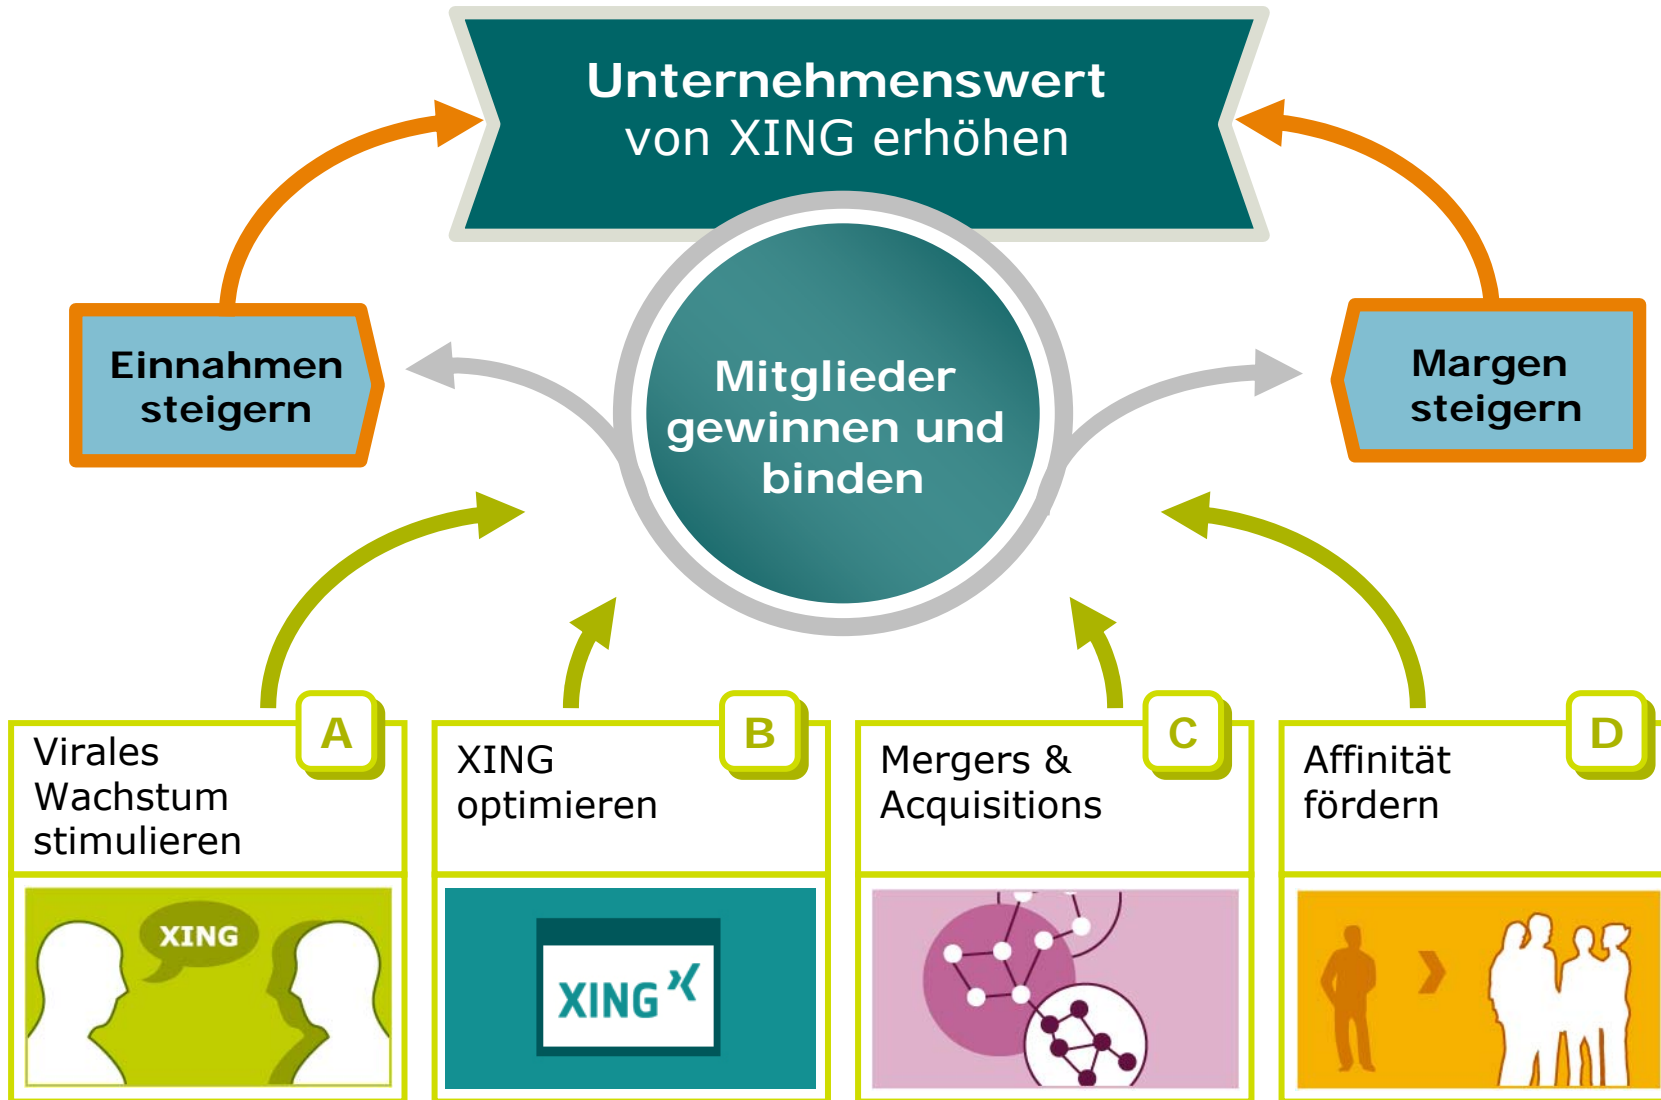 Unternehmenswert
von XING erhöhen
Einnahmen
steigern
Mitglieder
gewinnen und
binden
Margen
steigern
A
Virales
Wachstum
stimulieren
XING
B
XING
optimieren
XING
C
Mergers &
Acquisitions
D
Affinität
fördern